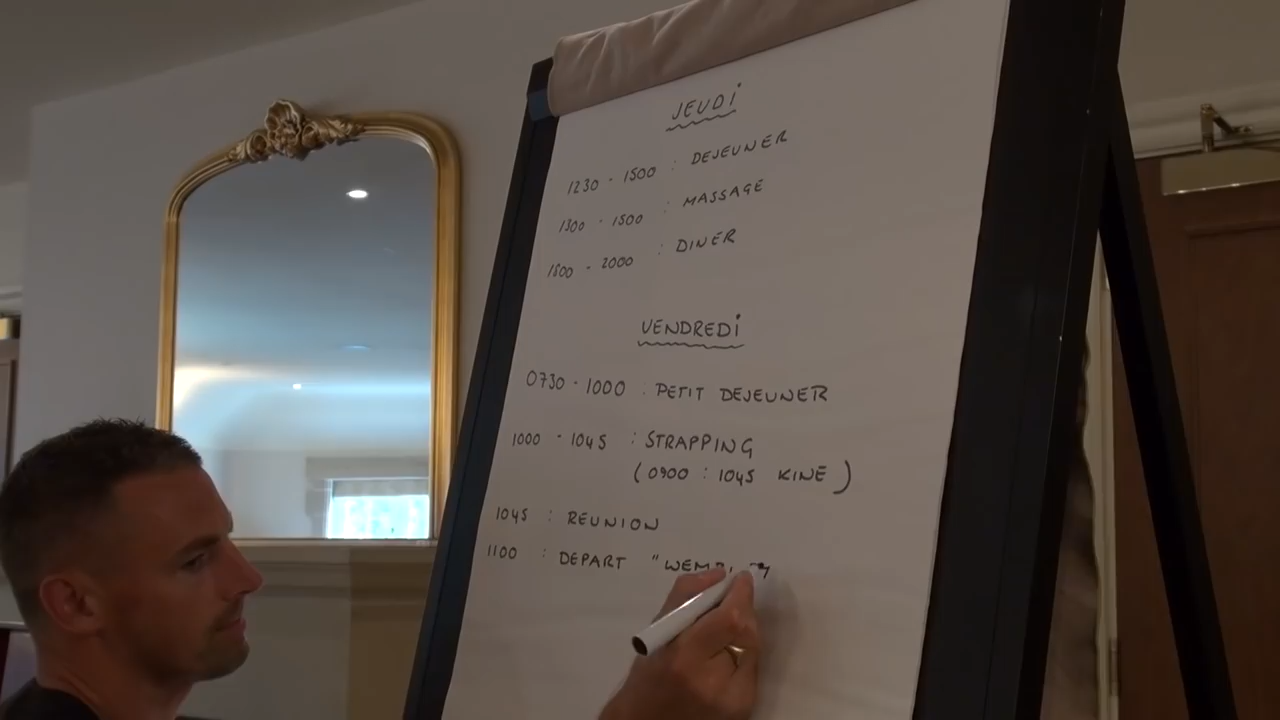 JEUDI
1230 - 1500 : DEJEUNER
1300 - 1500 : MASSAGE
1500 - 2000 : DINER
VENDREDI
0730 - 1000 : PETIT DEJEUNER
1000 - 1045 : STRAPPING
(0900 : 1045 KINE)
1045 : REUNION
1100 : DEPART "WEMBLEY